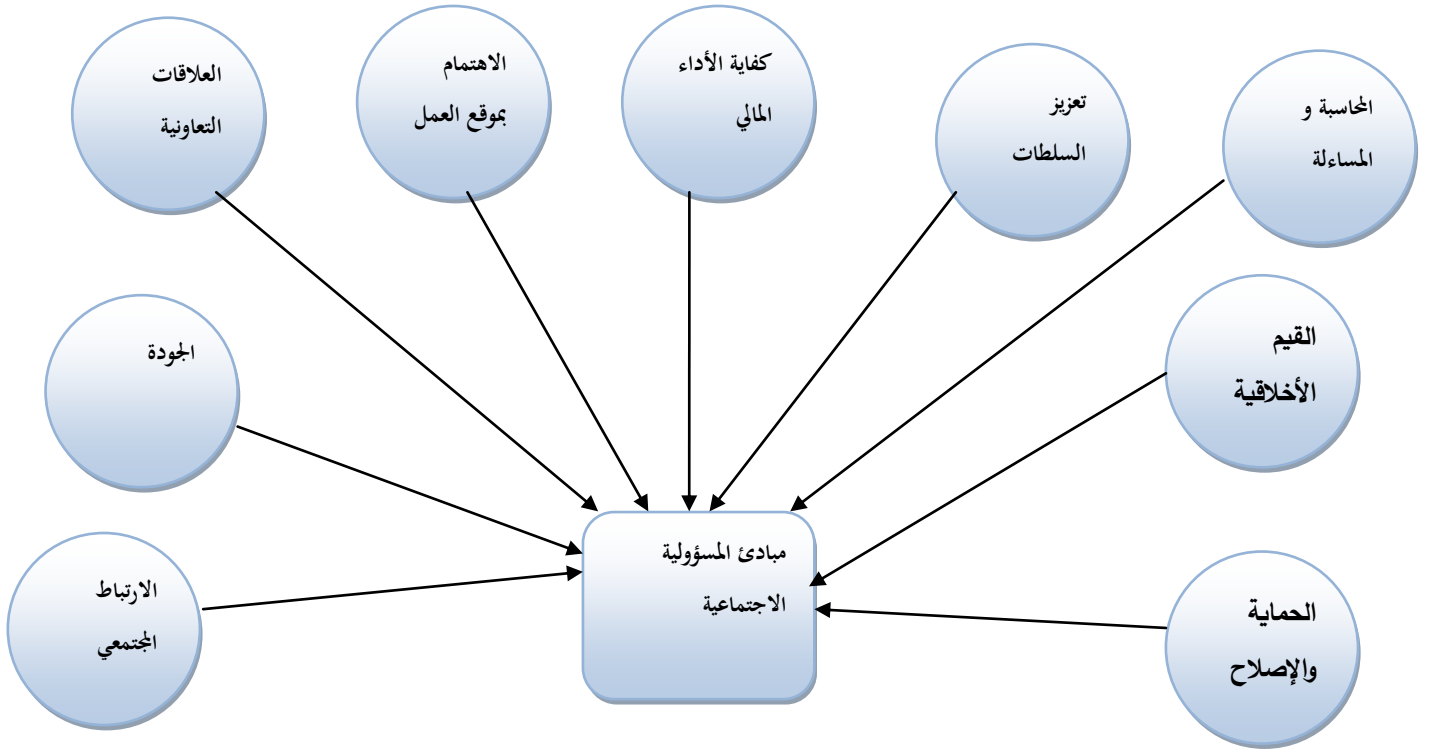 المحاسبة و
المساءلة
تعزيز
السلطات
كفاية الأداء
المالي
الاهتمام
بموقع العمل
العلاقات
التعاونية
القيم
الأخلاقية
الجودة
الحماية
والإصلاح
الارتباط
المجتمعي
مبادئ المسؤولية
الاجتماعية